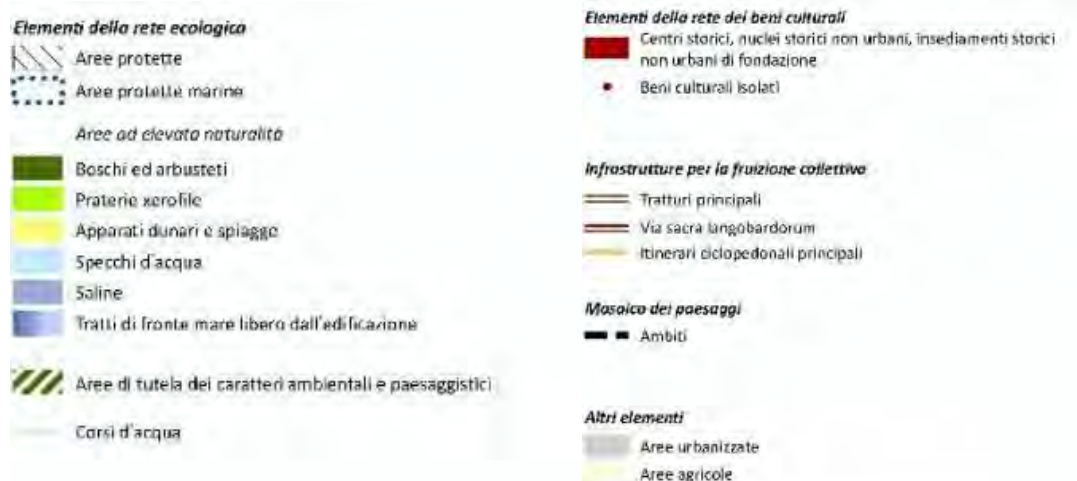 Elementi della rete ecologica
Aree protette
Aree protette marine
Aree ad elevata naturalità
Boschi ed arbusteti
Praterie xerofile
Apparati dunari e spiagge
Specchi d'acqua
Saline
Tratti di fronte mare libero dall'edificazione
Aree di tutela dei caratteri ambientali e paesaggistici
Corsi d'acqua
Elementi della rete dei beni culturali
Centri storici, nuclei storici non urbani, insediamenti storici
non urbani di fondazione
Beni culturali isolati
Infrastrutture per la fruizione collettiva
Tratturi principali
Via sacra langobardorum
Itinerari ciclopedonali principali
Mosaico dei paesaggi
Ambiti
Altri elementi
Aree urbanizzate
Aree agricole